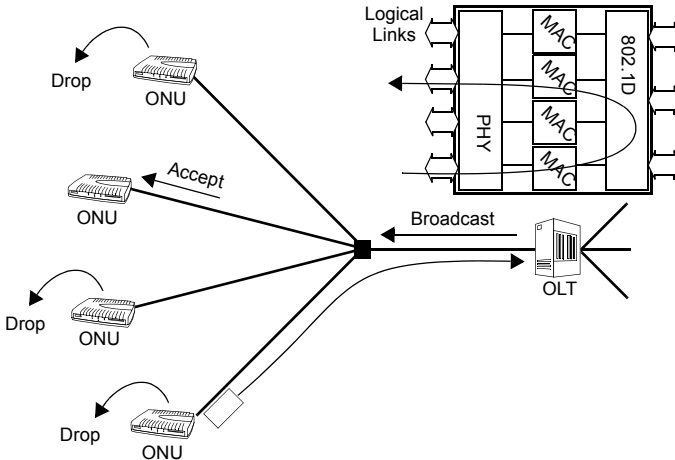 Logical
Links
MAC
MAC
MAC
MAC
PHY
802.1D
Drop
ONU
Accept
ONU
Broadcast
OLT
Drop
ONU
Drop
ONU